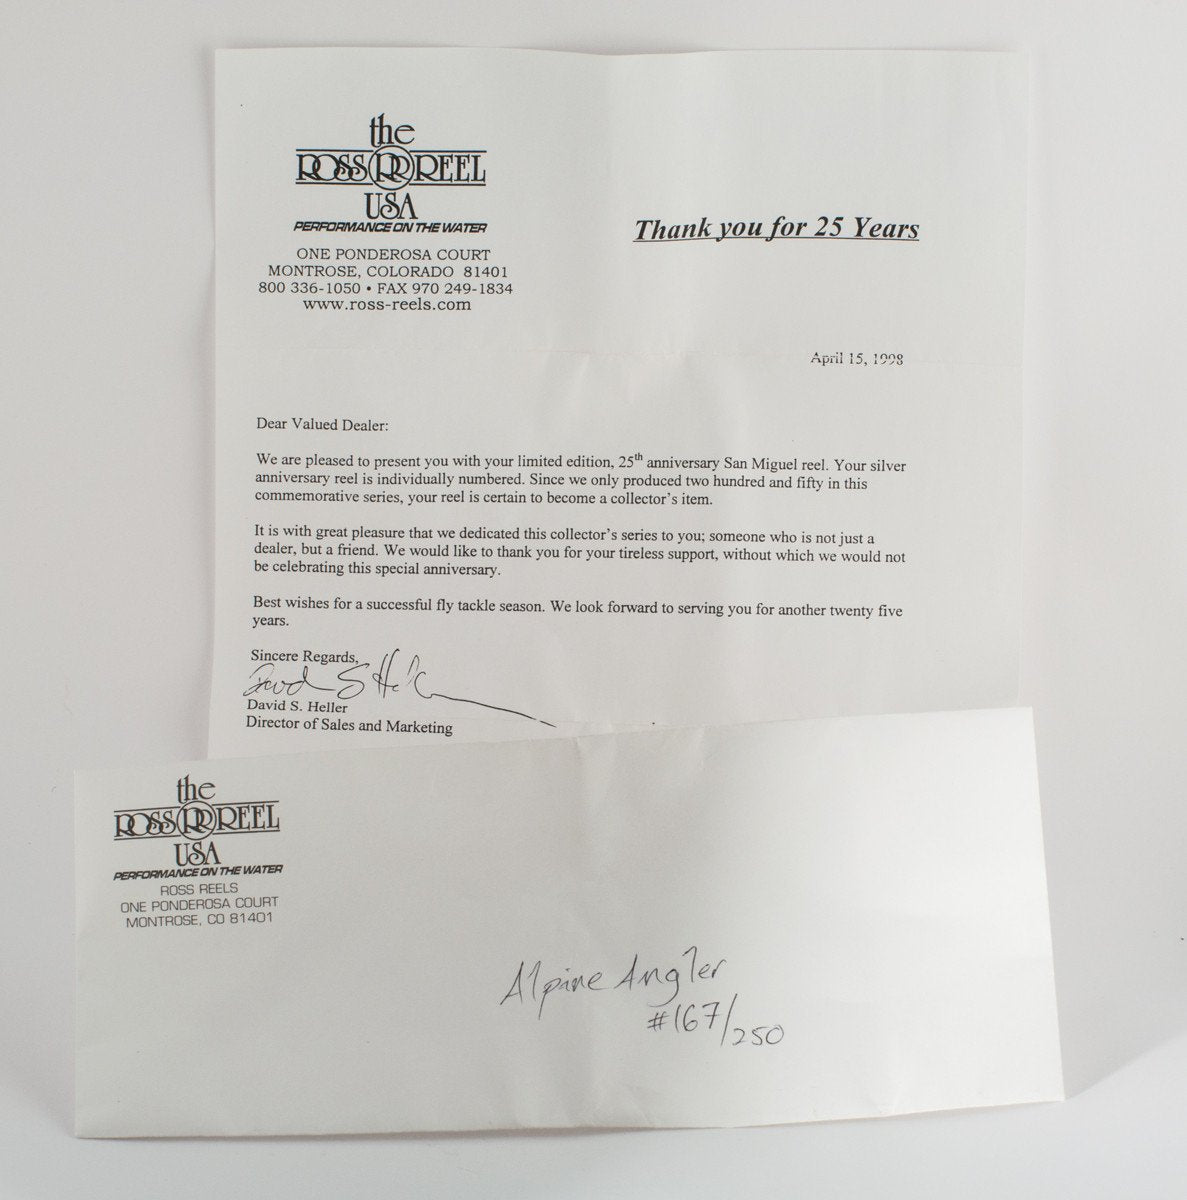 the
ROSS R REEL
USA
PERFORMANCE ON THE WATER
ONE PONDEROSA COURT
MONTROSE, COLORADO 81401
800 336-1050 • FAX 970 249-1834
www.ross-reels.com
Thank you for 25 Years
April 15, 1998
Dear Valued Dealer:
We are pleased to present you with your limited edition, 25th anniversary San Miguel reel. Your silver
anniversary reel is individually numbered. Since we only produced two hundred and fifty in this
commemorative series, your reel is certain to become a collector's item.
It is with great pleasure that we dedicated this collector's series to you; someone who is not just a
dealer, but a friend. We would like to thank you for your tireless support, without which we would not
be celebrating this special anniversary.
Best wishes for a successful fly tackle season. We look forward to serving you for another twenty five
years.
Sincere Regards,
David S. Heller
Director of Sales and Marketing
the
ROSS R REEL
USA
PERFORMANCE ON THE WATER
ROSS REELS
ONE PONDEROSA COURT
MONTROSE, CO 81401
Alpine Angler
#167/250